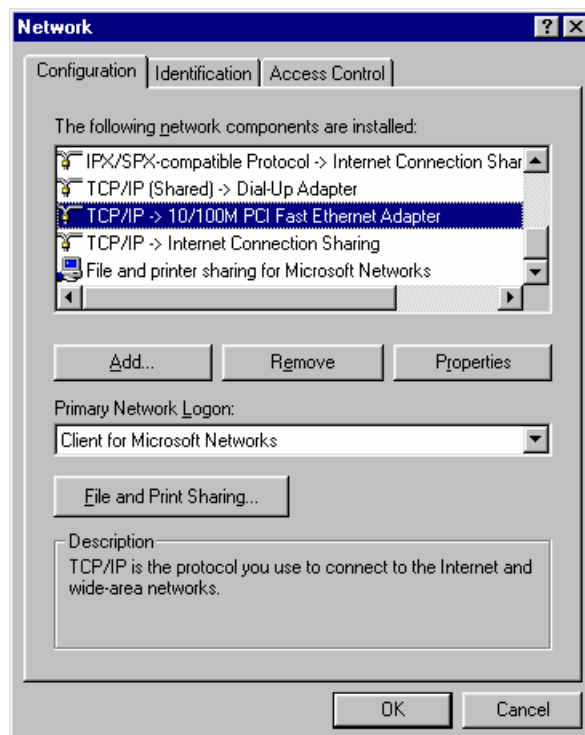 Network
Configuration Identification Access Control
The following network components are installed:
IPX/SPX-compatible Protocol -> Internet Connection Shar
TCP/IP (Shared) -> Dial-Up Adapter
TCP/IP -> 10/100M PCI Fast Ethernet Adapter
TCP/IP -> Internet Connection Sharing
File and printer sharing for Microsoft Networks
Add... Remove Properties
Primary Network Logon:
Client for Microsoft Networks
File and Print Sharing...
Description
TCP/IP is the protocol you use to connect to the Internet and
wide-area networks.
OK Cancel